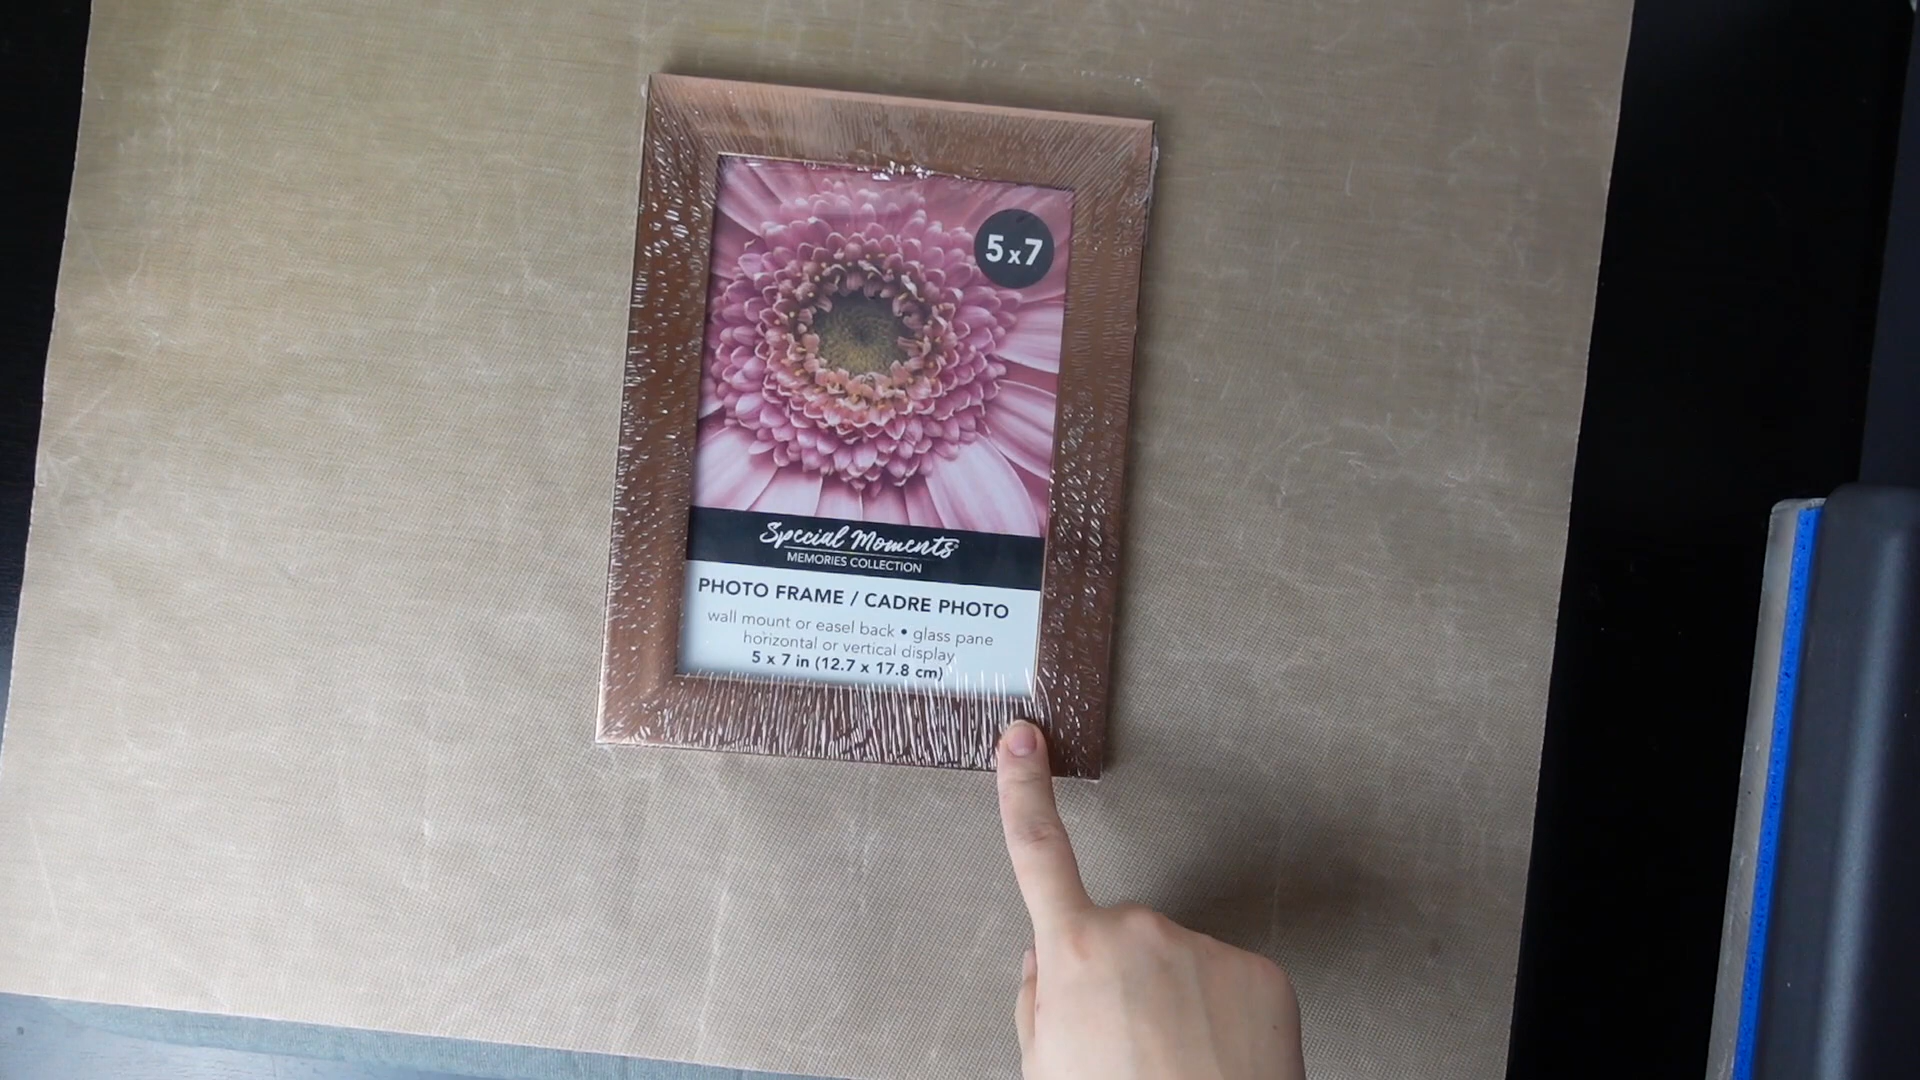 5x7
Special Moments®
MEMORIES COLLECTION
PHOTO FRAME / CADRE PHOTO
wall mount or easel back • glass pane
horizontal or vertical display
5 x 7 in (12.7 x 17.8 cm)